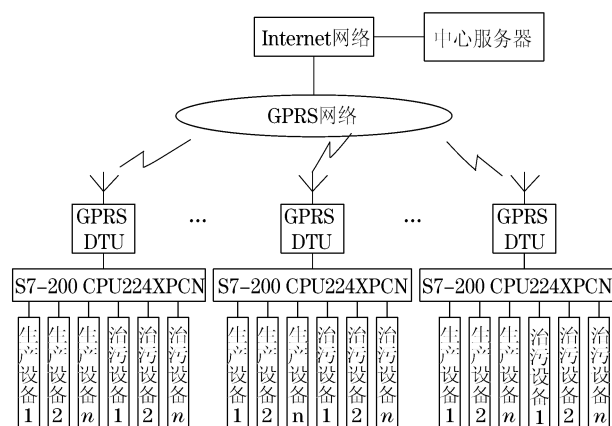 Internet网络
中心服务器
GPRS网络
GPRS
DTU
...
GPRS
DTU
...
GPRS
DTU
S7-200 CPU224XPCN
S7-200 CPU224XPCN
S7-200 CPU224XPCN
生产设备1
生产设备2
生产设备n
治污设备1
治污设备2
治污设备n
生产设备1
生产设备2
生产设备n
治污设备1
治污设备2
治污设备n
生产设备1
生产设备2
生产设备n
治污设备1
治污设备2
治污设备n